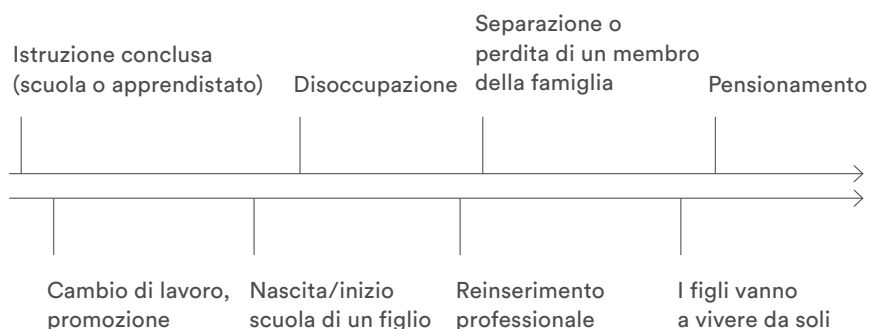 Istruzione conclusa
(scuola o apprendistato)
Disoccupazione
Separazione o
perdita di un membro
della famiglia
Pensionamento
Cambio di lavoro,
promozione
Nascita/inizio
scuola di un figlio
Reinserimento
professionale
I figli vanno
a vivere da soli